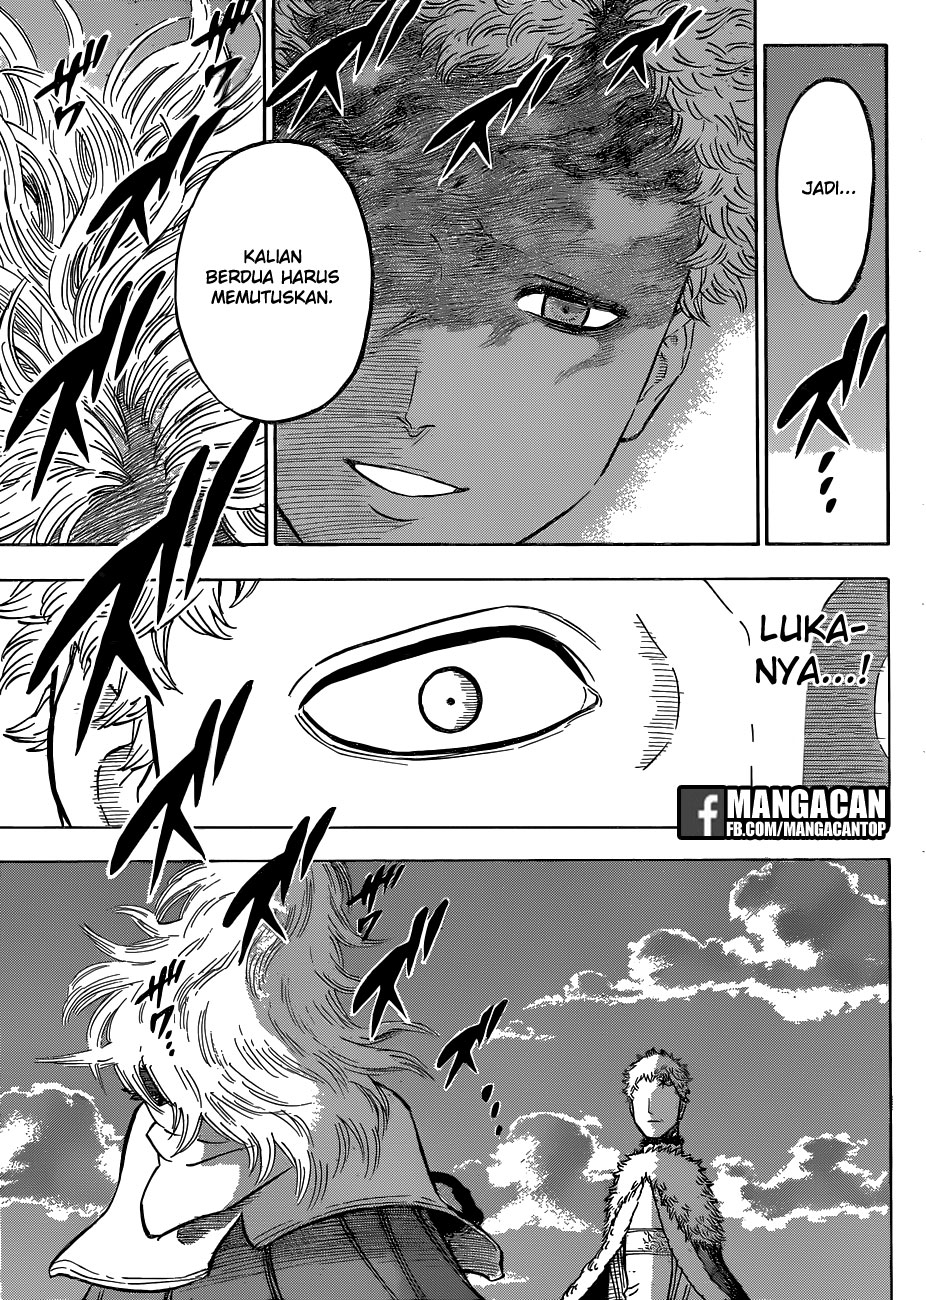 JADI...
KALIAN
BERDUA HARUS
MEMUTUSKAN.
LUKA-
NYA...!
f MANGACAN
FB.COM/MANGACANTOP